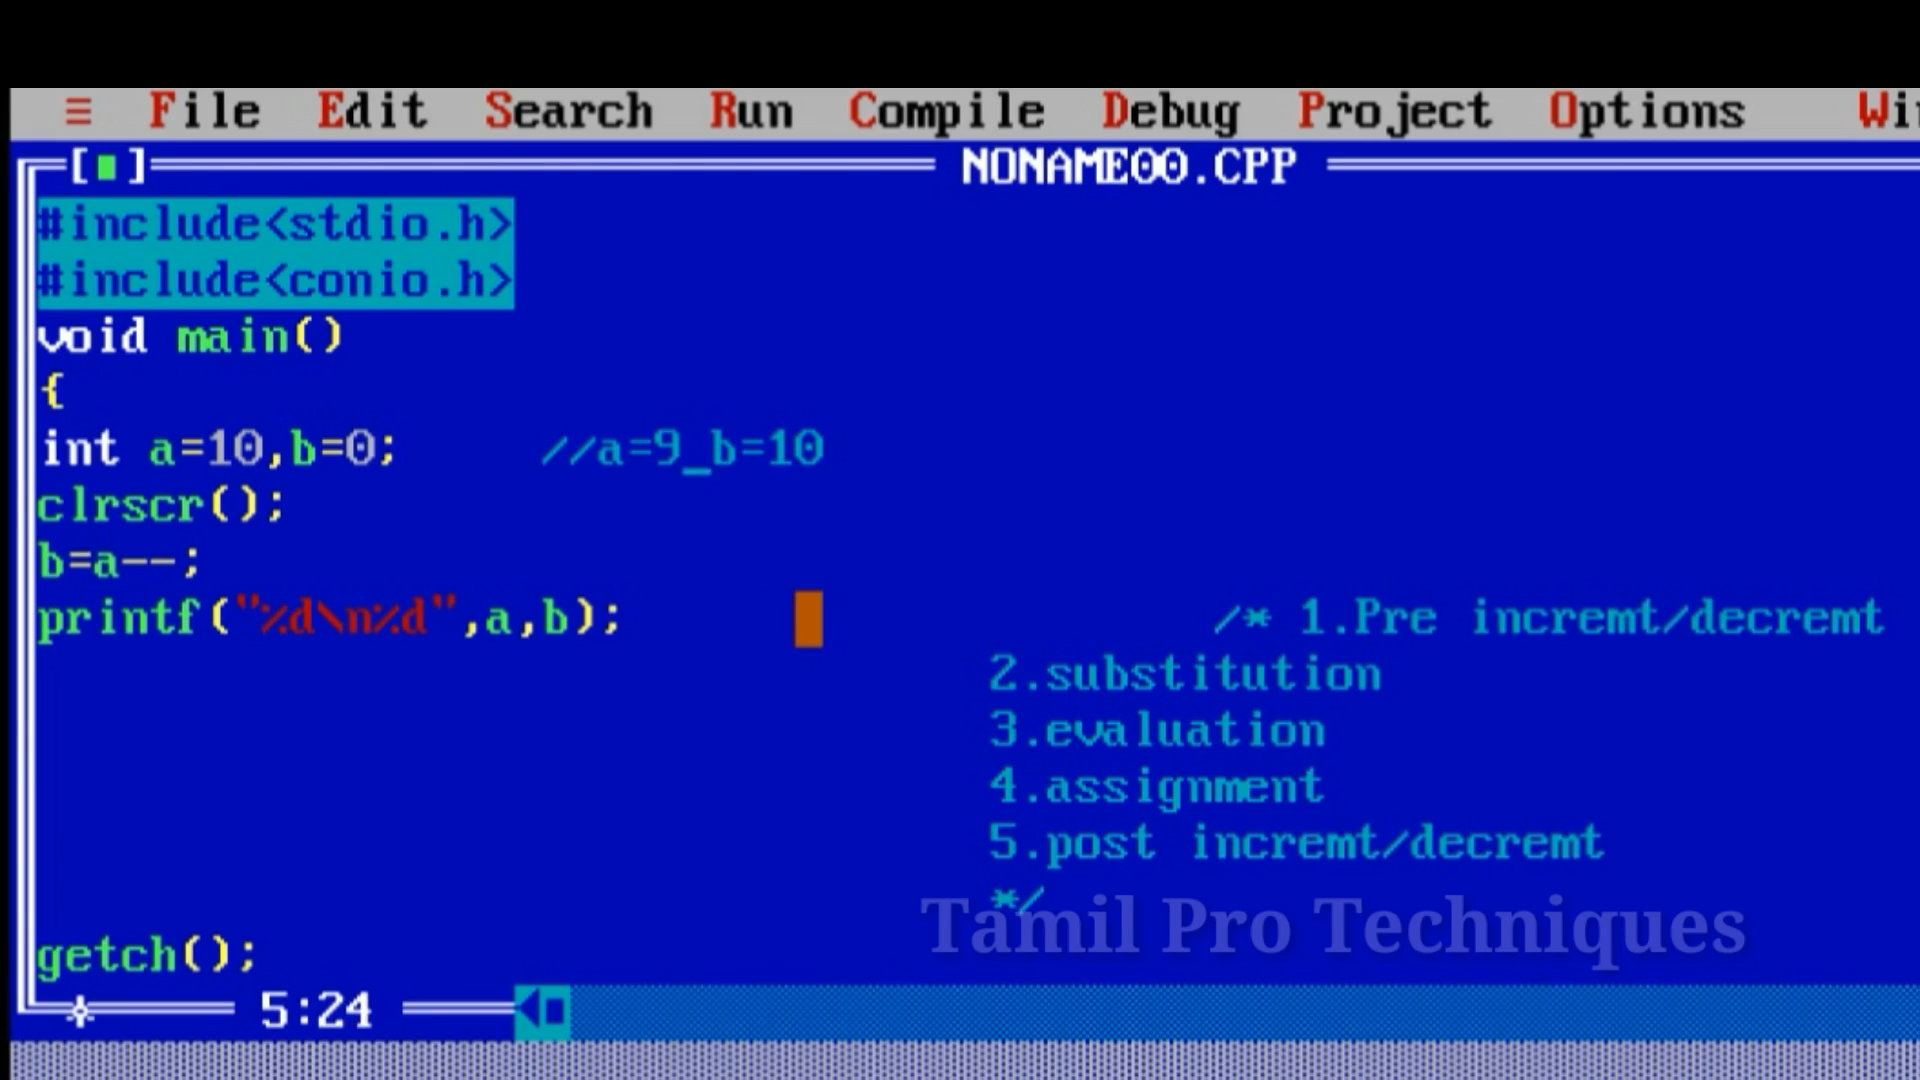 ≡ File Edit Search Run Compile Debug Project Options Wi
[■] NONAME00.CPP
#include<stdio.h>
#include<conio.h>
void main()
{
int a=10,b=0; //a=9_b=10
clrscr();
b=a--;
printf("%d\n%d",a,b); /* 1.Pre incremt/decremt
2.substitution
3.evaluation
4.assignment
5.post incremt/decremt
*/
Tamil Pro Techniques
getch();
5:24